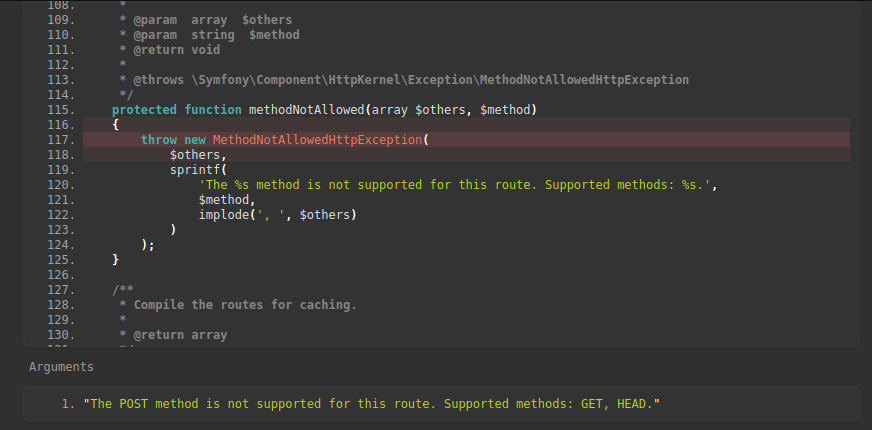 108.      *
109.      * @param  array  $others
110.      * @param  string  $method
111.      * @return void
112.      *
113.      * @throws \Symfony\Component\HttpKernel\Exception\MethodNotAllowedHttpException
114.      */
115.     protected function methodNotAllowed(array $others, $method)
116.     {
117.         throw new MethodNotAllowedHttpException(
118.             $others,
119.             sprintf(
120.                 'The %s method is not supported for this route. Supported methods: %s.',
121.                 $method,
122.                 implode(', ', $others)
123.             )
124.         );
125.     }
126.
127.     /**
128.      * Compile the routes for caching.
129.      *
130.      * @return array
Arguments
1. "The POST method is not supported for this route. Supported methods: GET, HEAD."